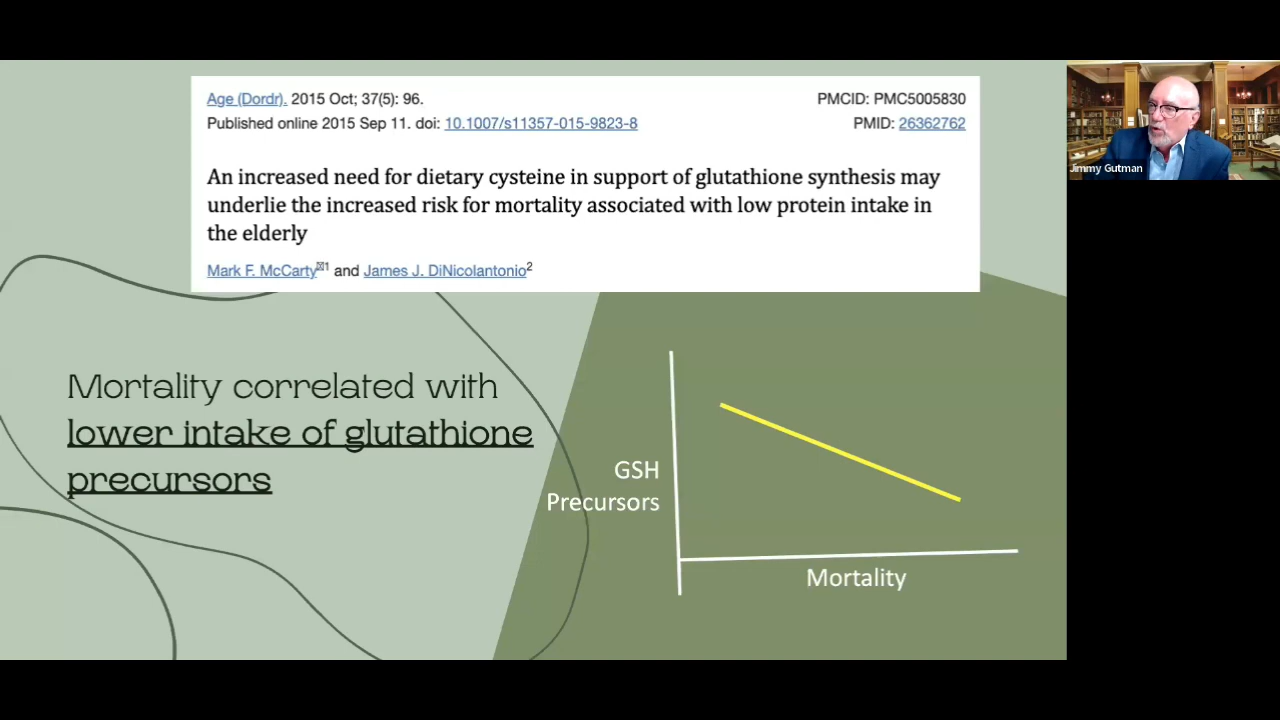 Age (Dordr). 2015 Oct; 37(5): 96.
PMCID: PMC5005830
Published online 2015 Sep 11. doi: 10.1007/s11357-015-9823-8
PMID: 26362762
An increased need for dietary cysteine in support of glutathione synthesis may
underlie the increased risk for mortality associated with low protein intake in
the elderly
Mark F. McCarty✉1 and James J. DiNicolantonio2
Jimmy Gutman
Mortality correlated with
lower intake of glutathione
precursors
GSH
Precursors
Mortality